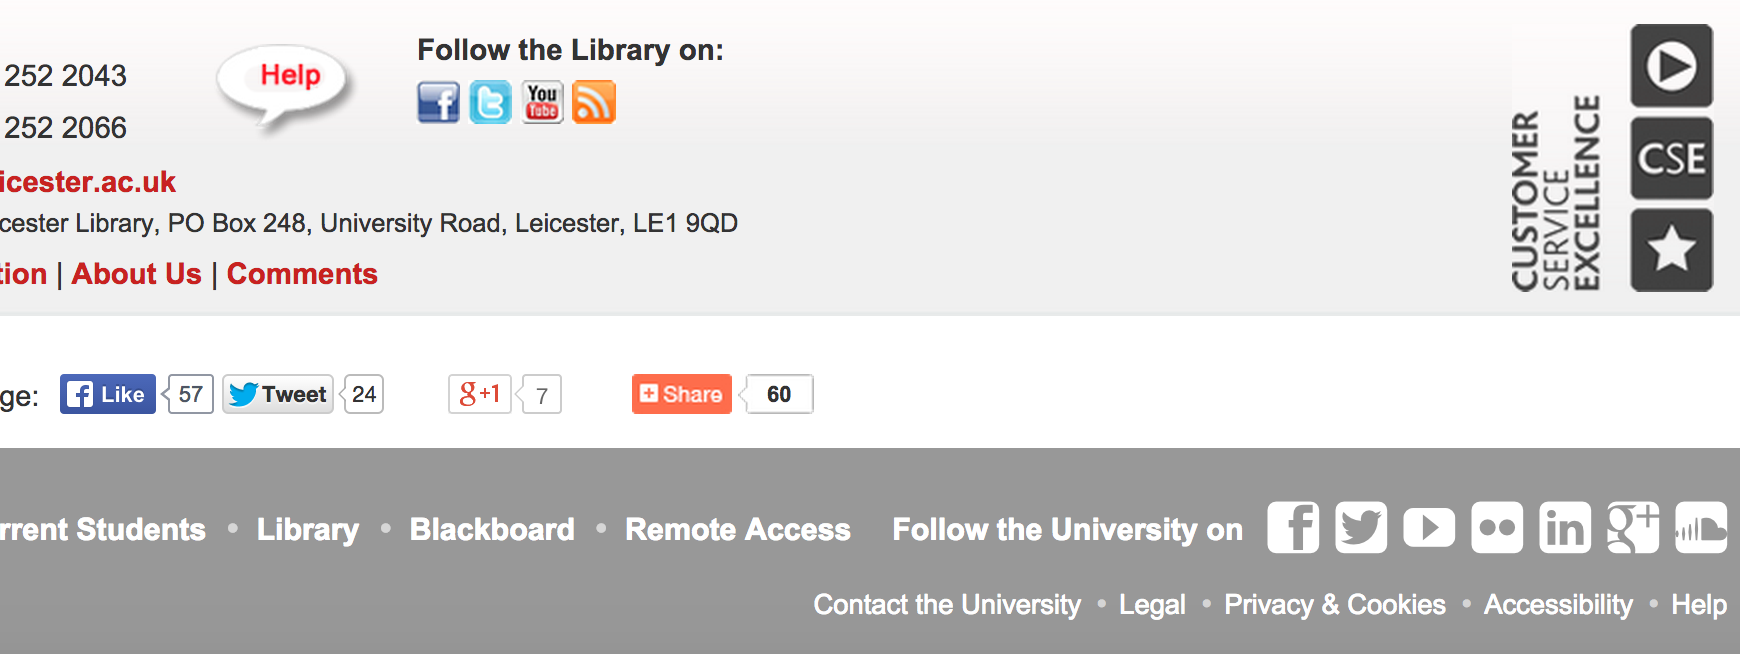 252 2043
252 2066
Help
Follow the Library on:
You Tube
icester.ac.uk
cester Library, PO Box 248, University Road, Leicester, LE1 9QD
tion | About Us | Comments
CUSTOMER
SERVICE
EXCELLENCE
CSE
ge: Like 57 Tweet 24 g+1 7 Share 60
rrent Students • Library • Blackboard • Remote Access Follow the University on
Contact the University • Legal • Privacy & Cookies • Accessibility • Help